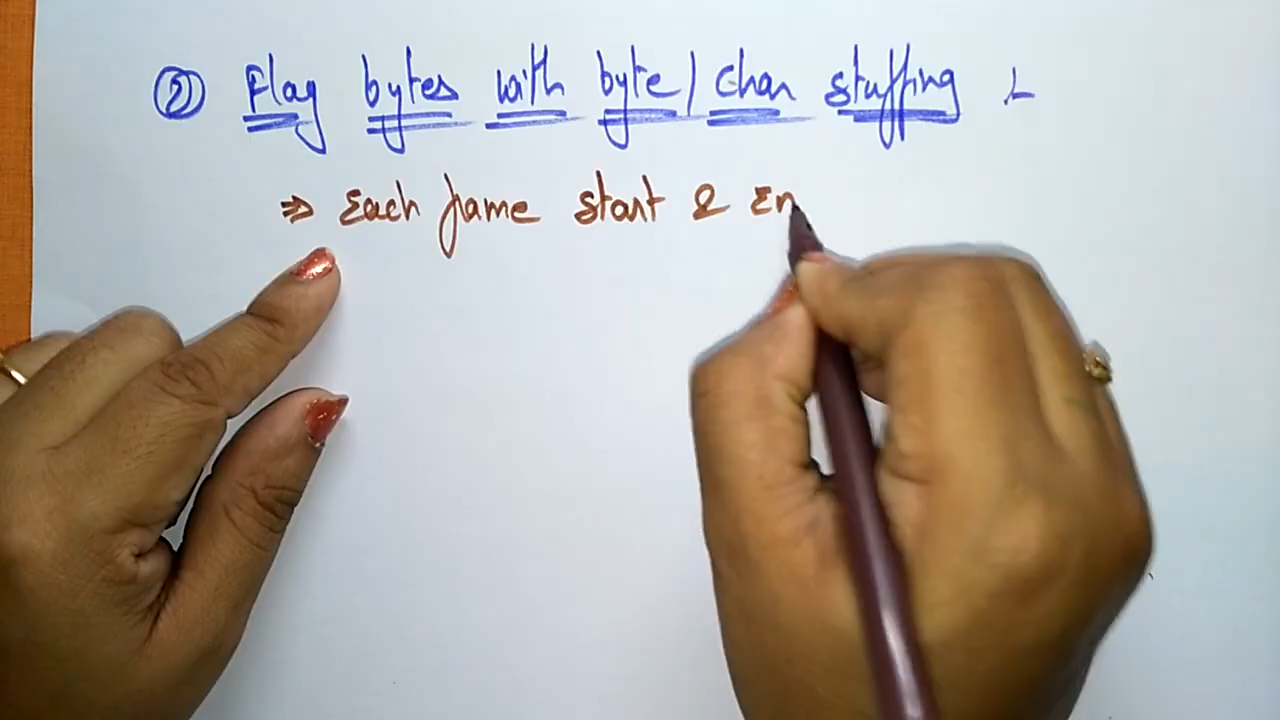 ② Flag bytes with byte/char stuffing :-
⇒ Each frame start & En